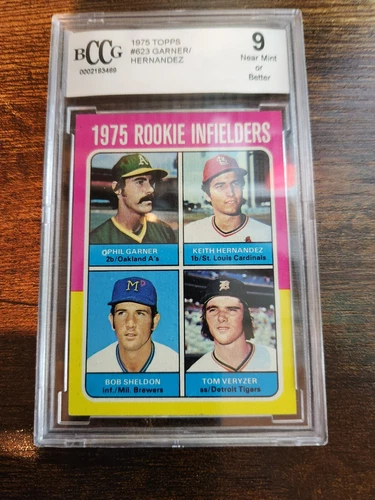 BCCG
0002193469
1975 TOPPS
#623 GARNER/
HERNANDEZ
9
Near Mint
or
Better
1975 ROOKIE INFIELDERS
A's
PHIL GARNER
2b/Oakland A's
KEITH HERNANDEZ
1b/St. Louis Cardinals
M
BOB SHELDON
inf./Mil. Brewers
TOM VERYZER
ss/Detroit Tigers